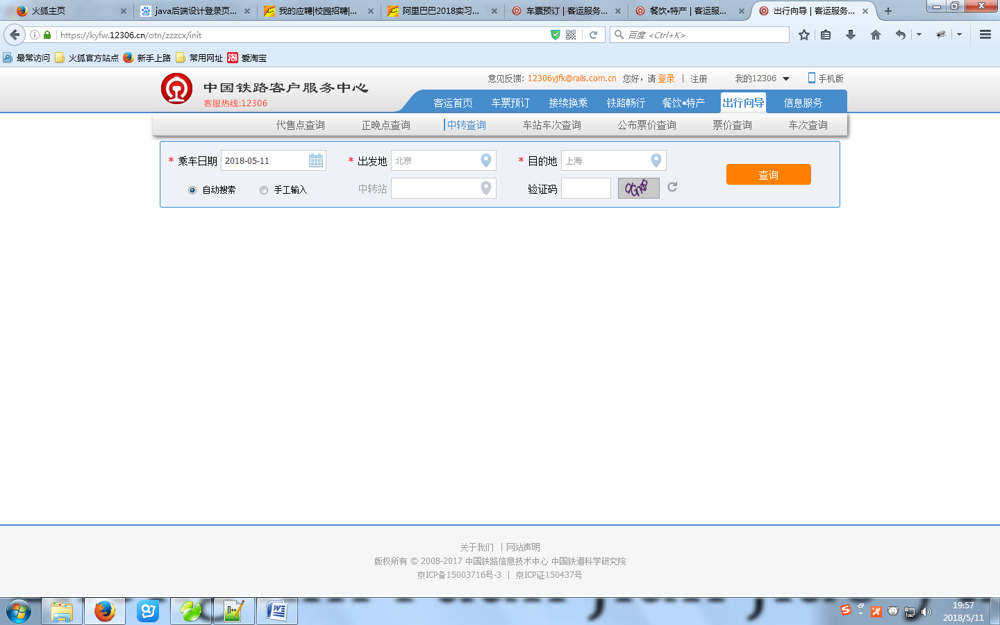 火狐主页
java后端设计登录页...
我的应聘|校园招聘|...
阿里巴巴2018实习...
车票预订 | 客运服务...
餐饮•特产 | 客运服...
出行向导 | 客运服务...
https://kyfw.12306.cn/otn/zzzcx/init
百度 <Ctrl+K>
最常访问 火狐官方站点 新手上路 常用网址 淘 爱淘宝
意见反馈: 12306yjfk@rails.com.cn 您好，请 登录 | 注册 我的12306 手机版
中国铁路客户服务中心
客服热线:12306
客运首页 车票预订 接续换乘 铁路畅行 餐饮•特产 出行向导 信息服务
代售点查询 正晚点查询 中转查询 车站车次查询 公布票价查询 票价查询 车次查询
* 乘车日期 2018-05-11 * 出发地 北京 * 目的地 上海
查询
自动搜索 手工输入 中转站 验证码
关于我们 | 网站声明
版权所有 © 2008-2017 中国铁路信息技术中心 中国铁道科学研究院
京ICP备15003716号-3 | 京ICP证150437号
19:57
2018/5/11